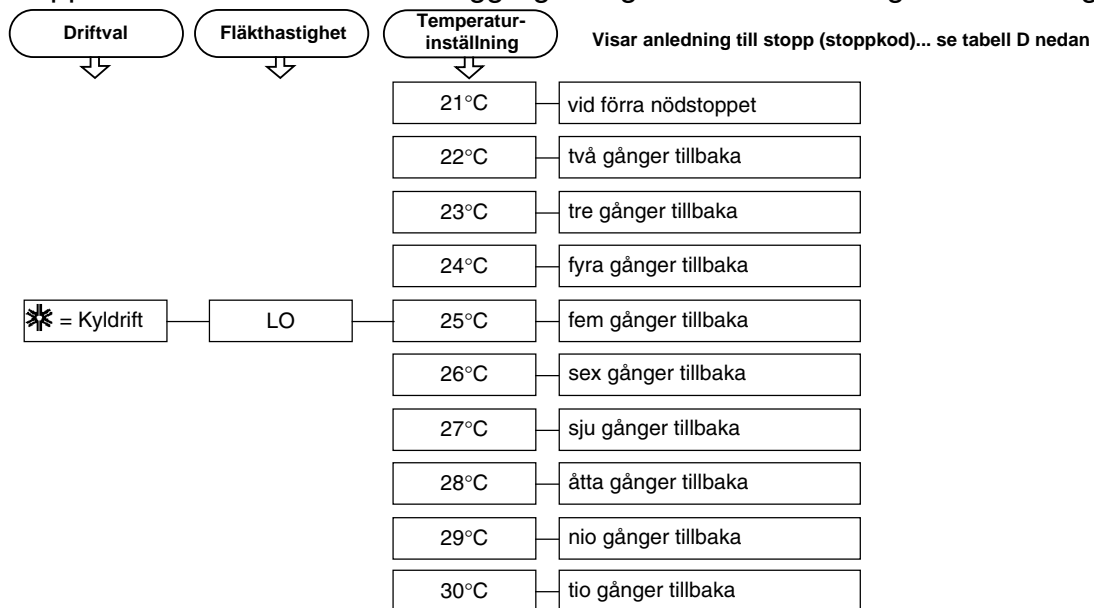 Driftval
Fläkthastighet
Temperatur-
inställning
Visar anledning till stopp (stoppkod)... se tabell D nedan
21°C vid förra nödstoppet
22°C två gånger tillbaka
23°C tre gånger tillbaka
24°C fyra gånger tillbaka
= Kyldrift LO 25°C fem gånger tillbaka
26°C sex gånger tillbaka
27°C sju gånger tillbaka
28°C åtta gånger tillbaka
29°C nio gånger tillbaka
30°C tio gånger tillbaka